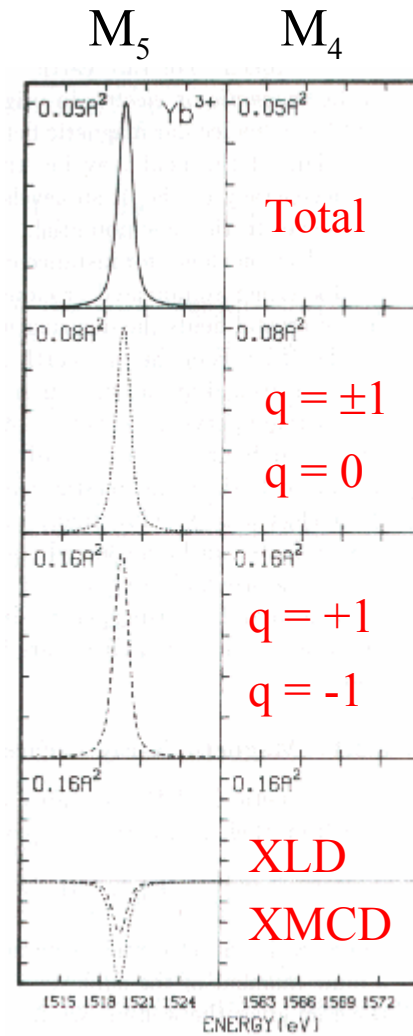 M5 M4
0.05A² Yb³⁺ 0.05A²
Total
0.08A² 0.08A²
q = ±1
q = 0
0.16A² 0.16A²
q = +1
q = -1
0.16A² 0.16A²
XLD
XMCD
1515 1518 1521 1524 1563 1566 1569 1572
ENERGY(eV)